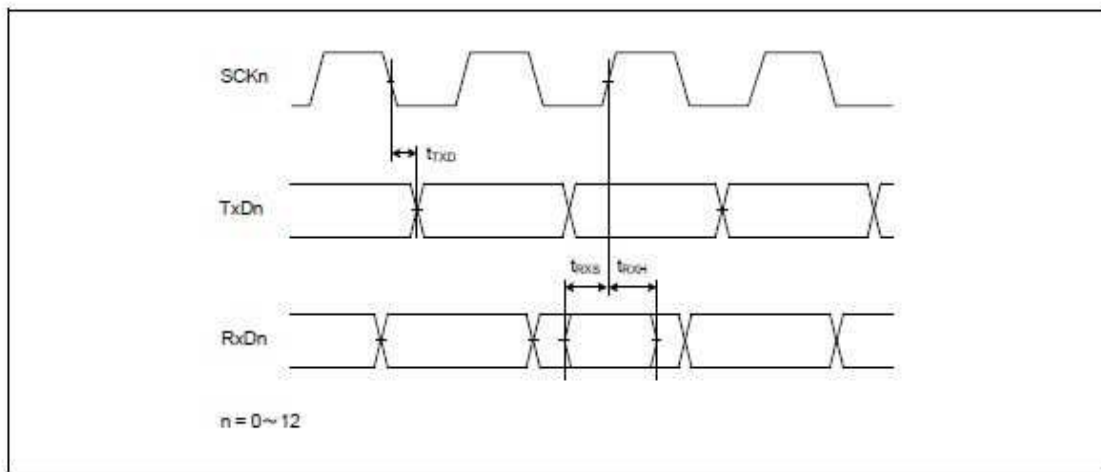 SCKn
tTXD
TxDn
tRXS tRXH
RxDn
n = 0～12